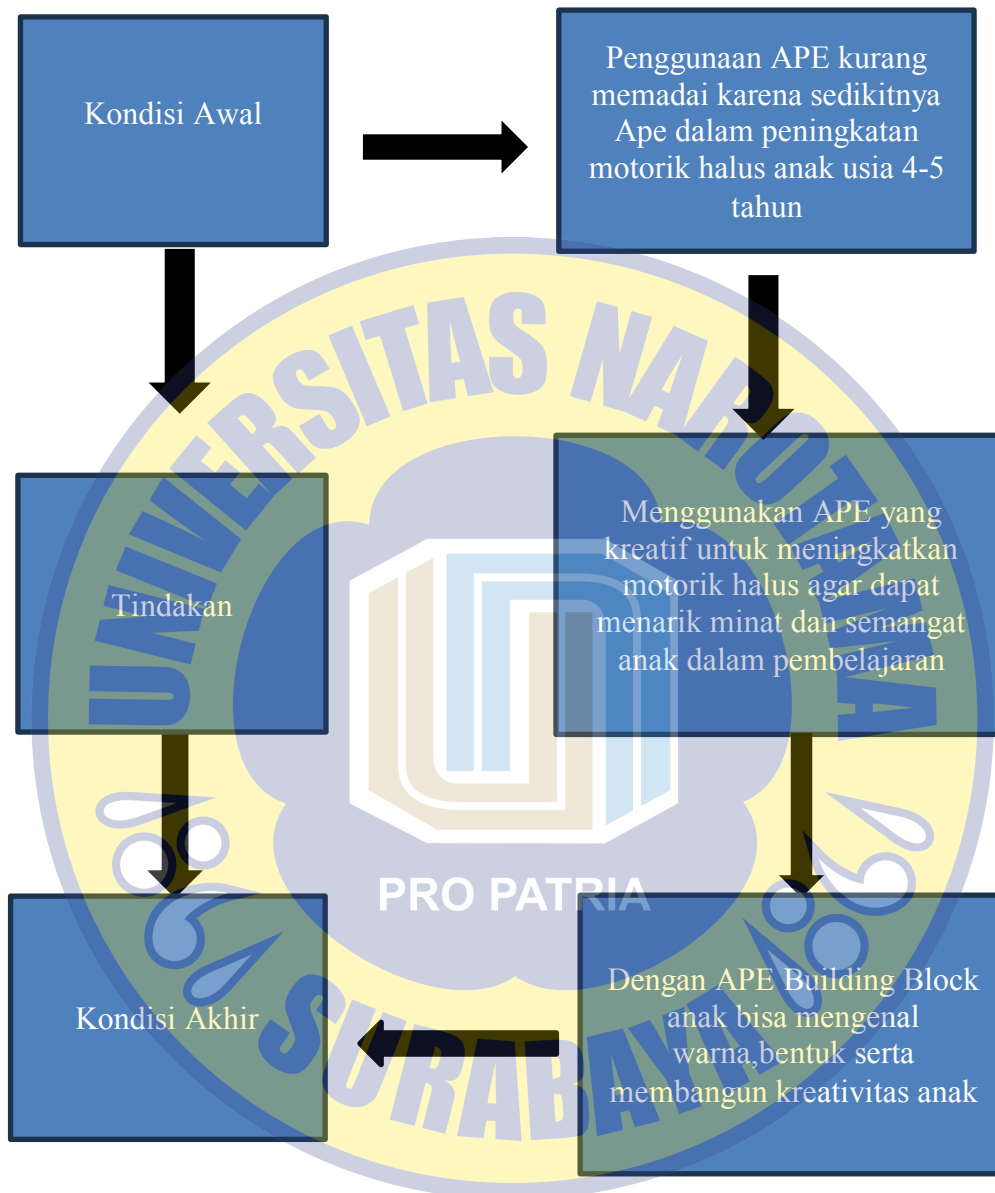 Kondisi Awal
Penggunaan APE kurang
memadai karena sedikitnya
Ape dalam peningkatan
motorik halus anak usia 4-5
tahun
UNIVERSITAS NAROTAMA
Tindakan
Menggunakan APE yang
kreatif untuk meningkatkan
motorik halus agar dapat
menarik minat dan semangat
anak dalam pembelajaran
PRO PATRIA
Kondisi Akhir
Dengan APE Building Block
anak bisa mengenal
warna,bentuk serta
membangun kreativitas anak
SURABAYA